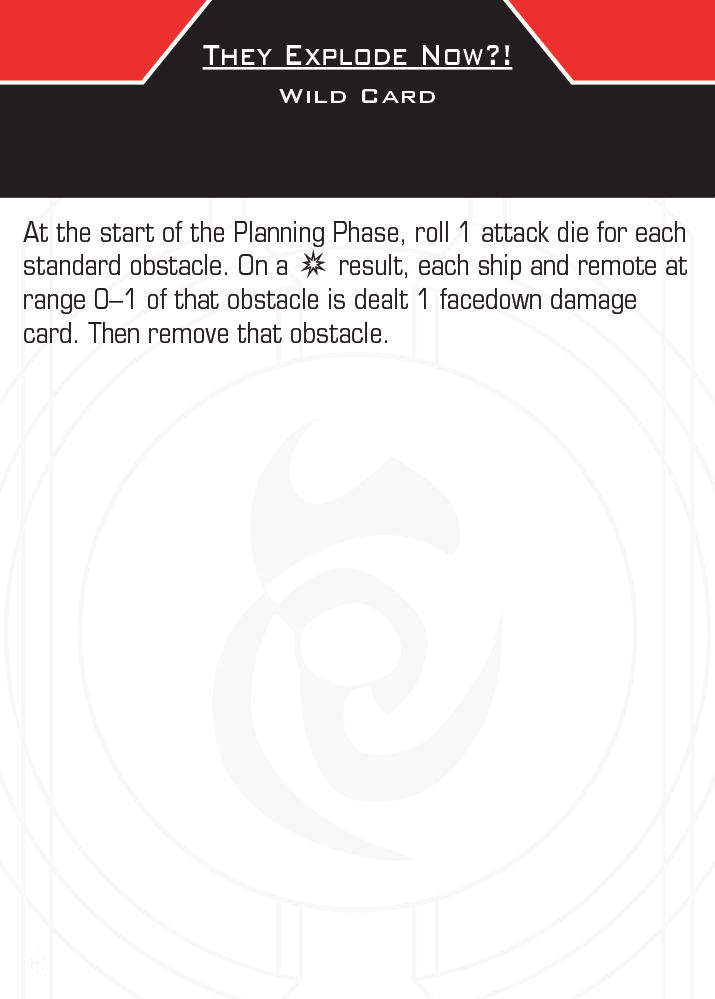 They Explode Now?!
Wild Card
At the start of the Planning Phase, roll 1 attack die for each
standard obstacle. On a result, each ship and remote at
range 0–1 of that obstacle is dealt 1 facedown damage
card. Then remove that obstacle.